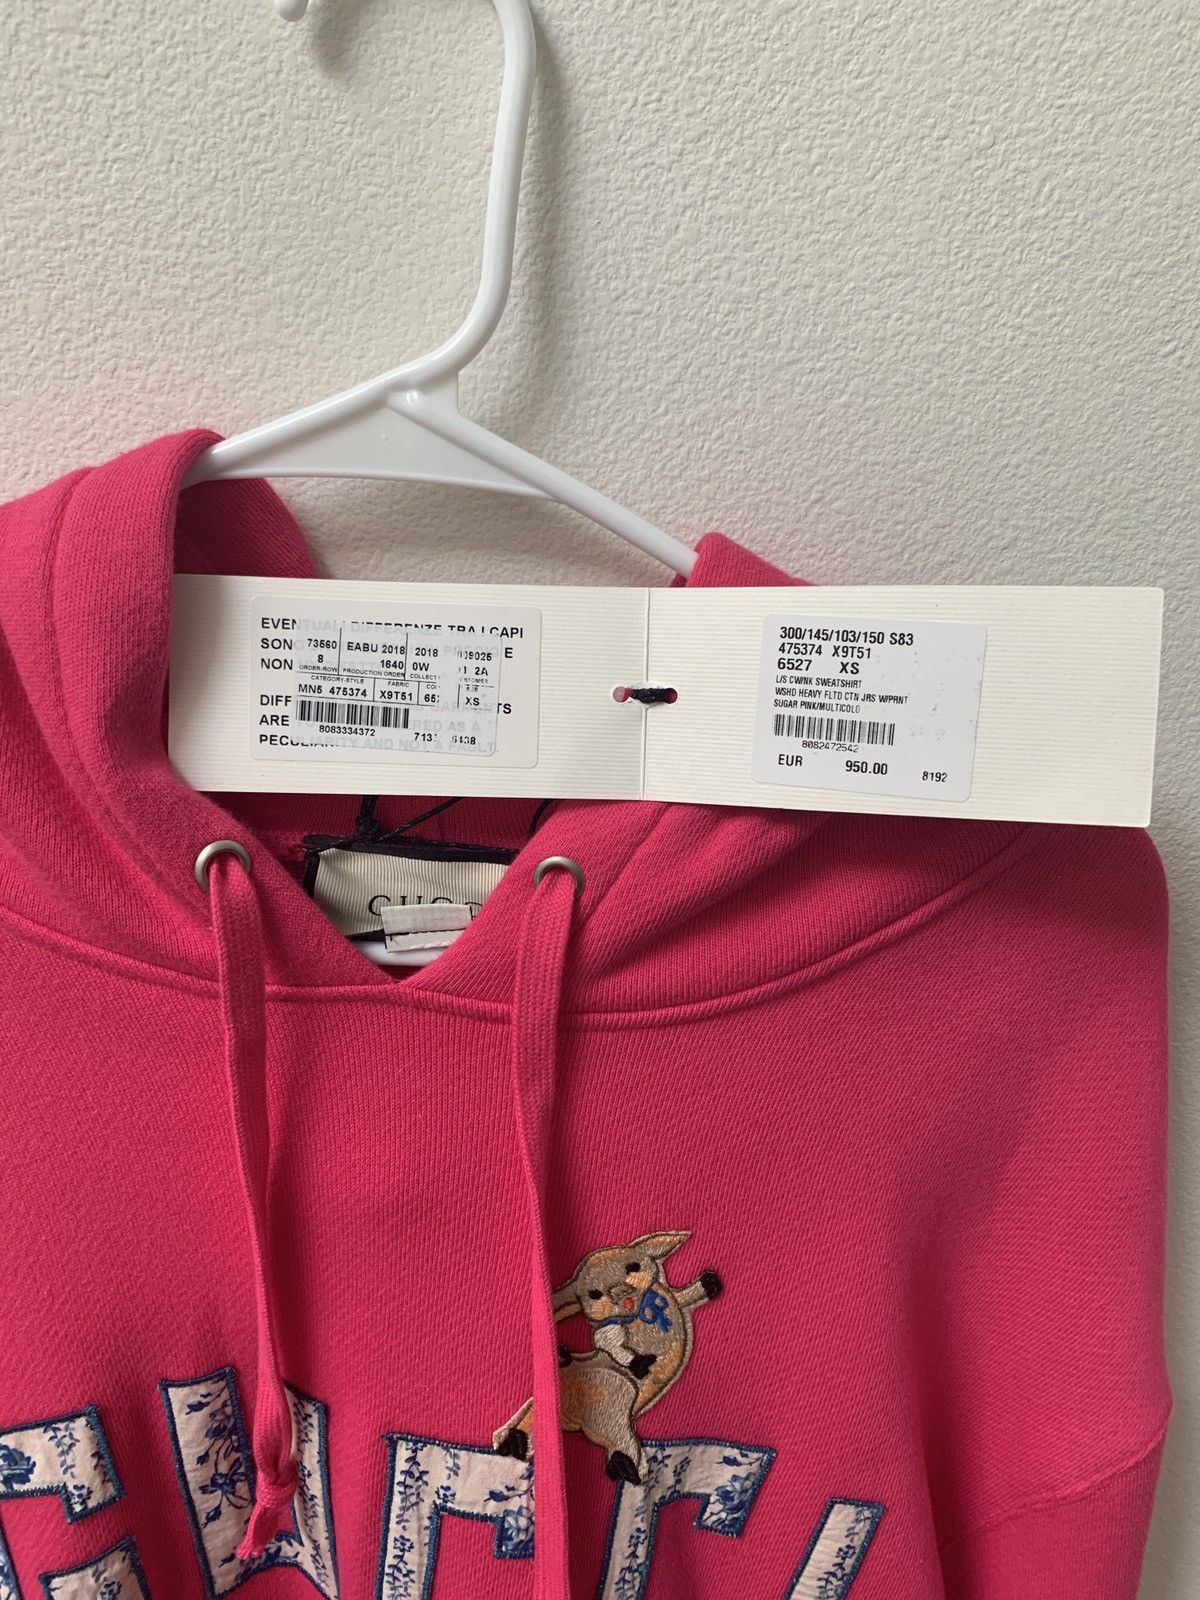 EVENTUALI DIFFERENZE TRA I CAPI
SONO
NON
DIFF
ARE
PECULIARITY AND NOT A FAULT
73560 EABU 2018 2018
8 1640 0W 2A
ORDER-ROW PRODUCTION ORDER
CATEGORY-STYLE FABRIC
MN5 475374 X9T51 XS
8083334372
300/145/103/150 S83
475374 X9T51
6527 XS
L/S CW/NK SWEATSHIRT
WSHD HEAVY FLTD CTN JRS W/PRNT
SUGAR PINK/MULTICOLO
8082472542
EUR 950.00 8192